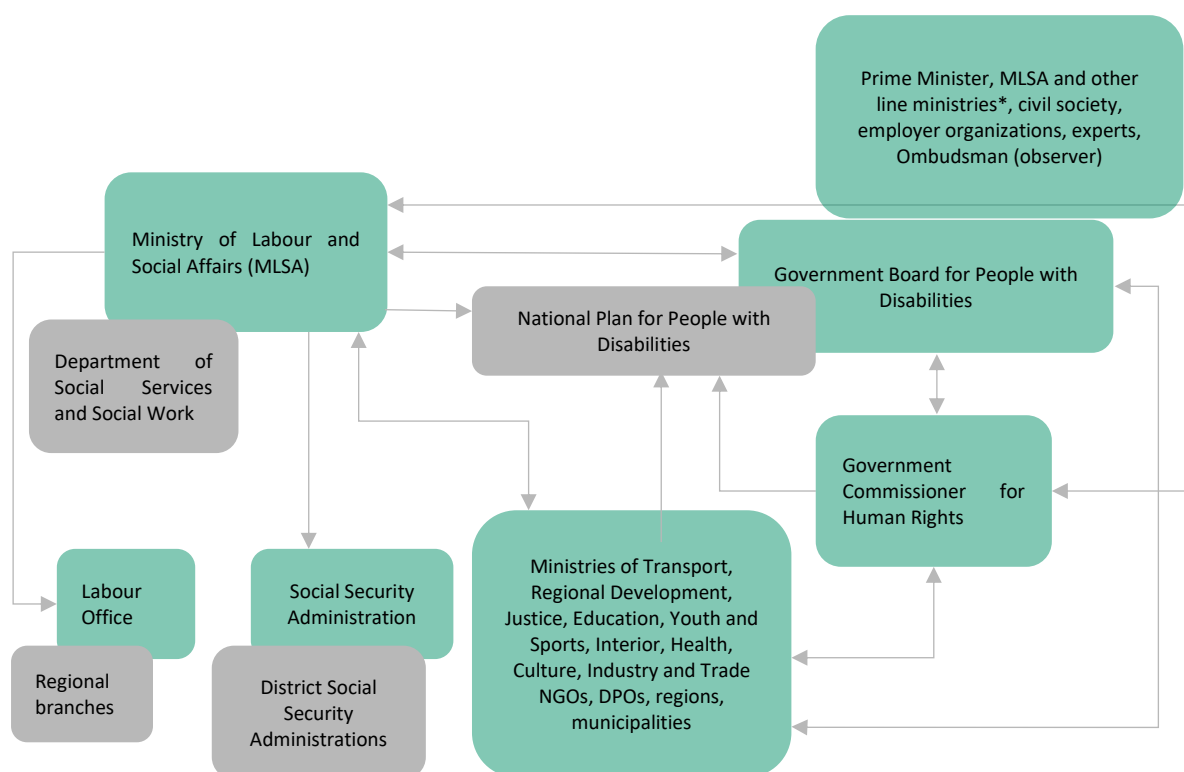 Prime Minister, MLSA and other
line ministries*, civil society,
employer organizations, experts,
Ombudsman (observer)
Ministry of Labour and
Social Affairs (MLSA)
Government Board for People with
Disabilities
National Plan for People with
Disabilities
Department of
Social Services
and Social Work
Government
Commissioner for
Human Rights
Labour
Office
Social Security
Administration
Ministries of Transport,
Regional Development,
Justice, Education, Youth and
Sports, Interior, Health,
Culture, Industry and Trade
NGOs, DPOs, regions,
municipalities
Regional
branches
District Social
Security
Administrations